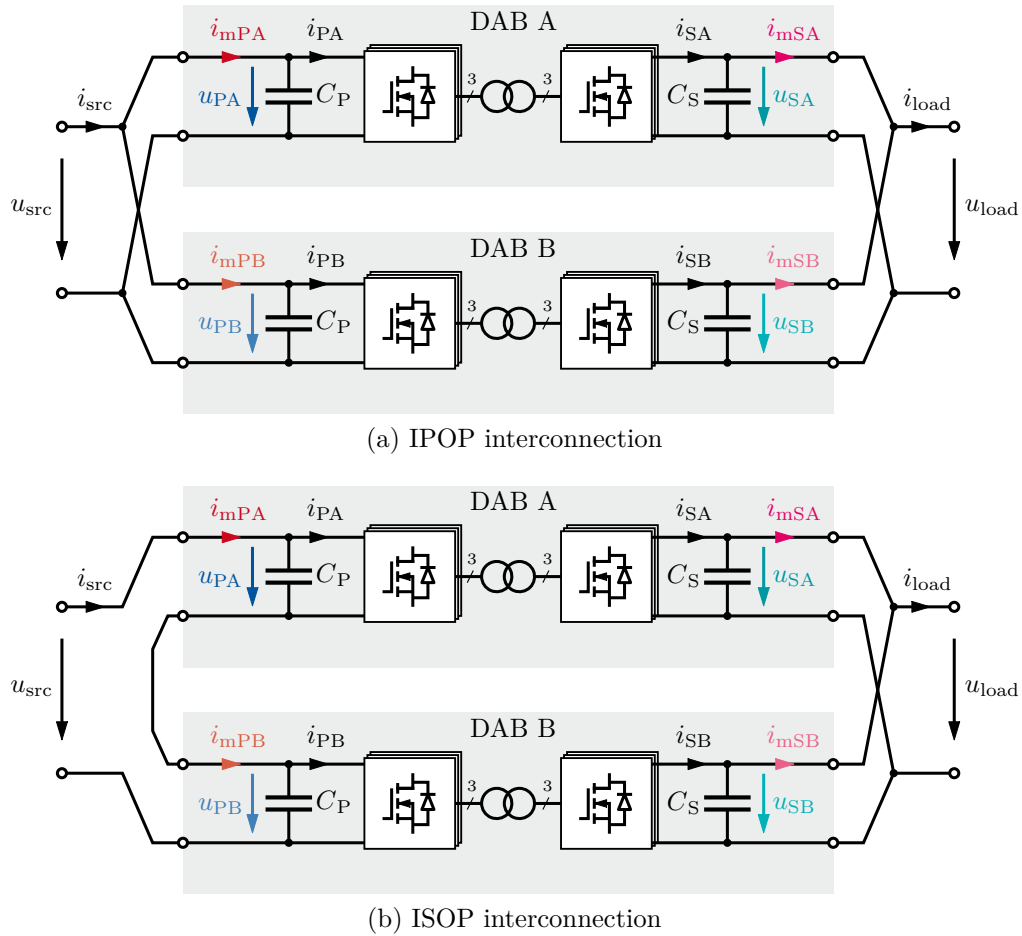 DAB A
i_mPA i_PA i_SA i_mSA
i_src u_PA C_P 3 3 C_S u_SA i_load
u_src u_load
DAB B
i_mPB i_PB i_SB i_mSB
u_PB C_P 3 3 C_S u_SB
(a) IPOP interconnection
DAB A
i_mPA i_PA i_SA i_mSA
i_src u_PA C_P 3 3 C_S u_SA i_load
u_src u_load
DAB B
i_mPB i_PB i_SB i_mSB
u_PB C_P 3 3 C_S u_SB
(b) ISOP interconnection